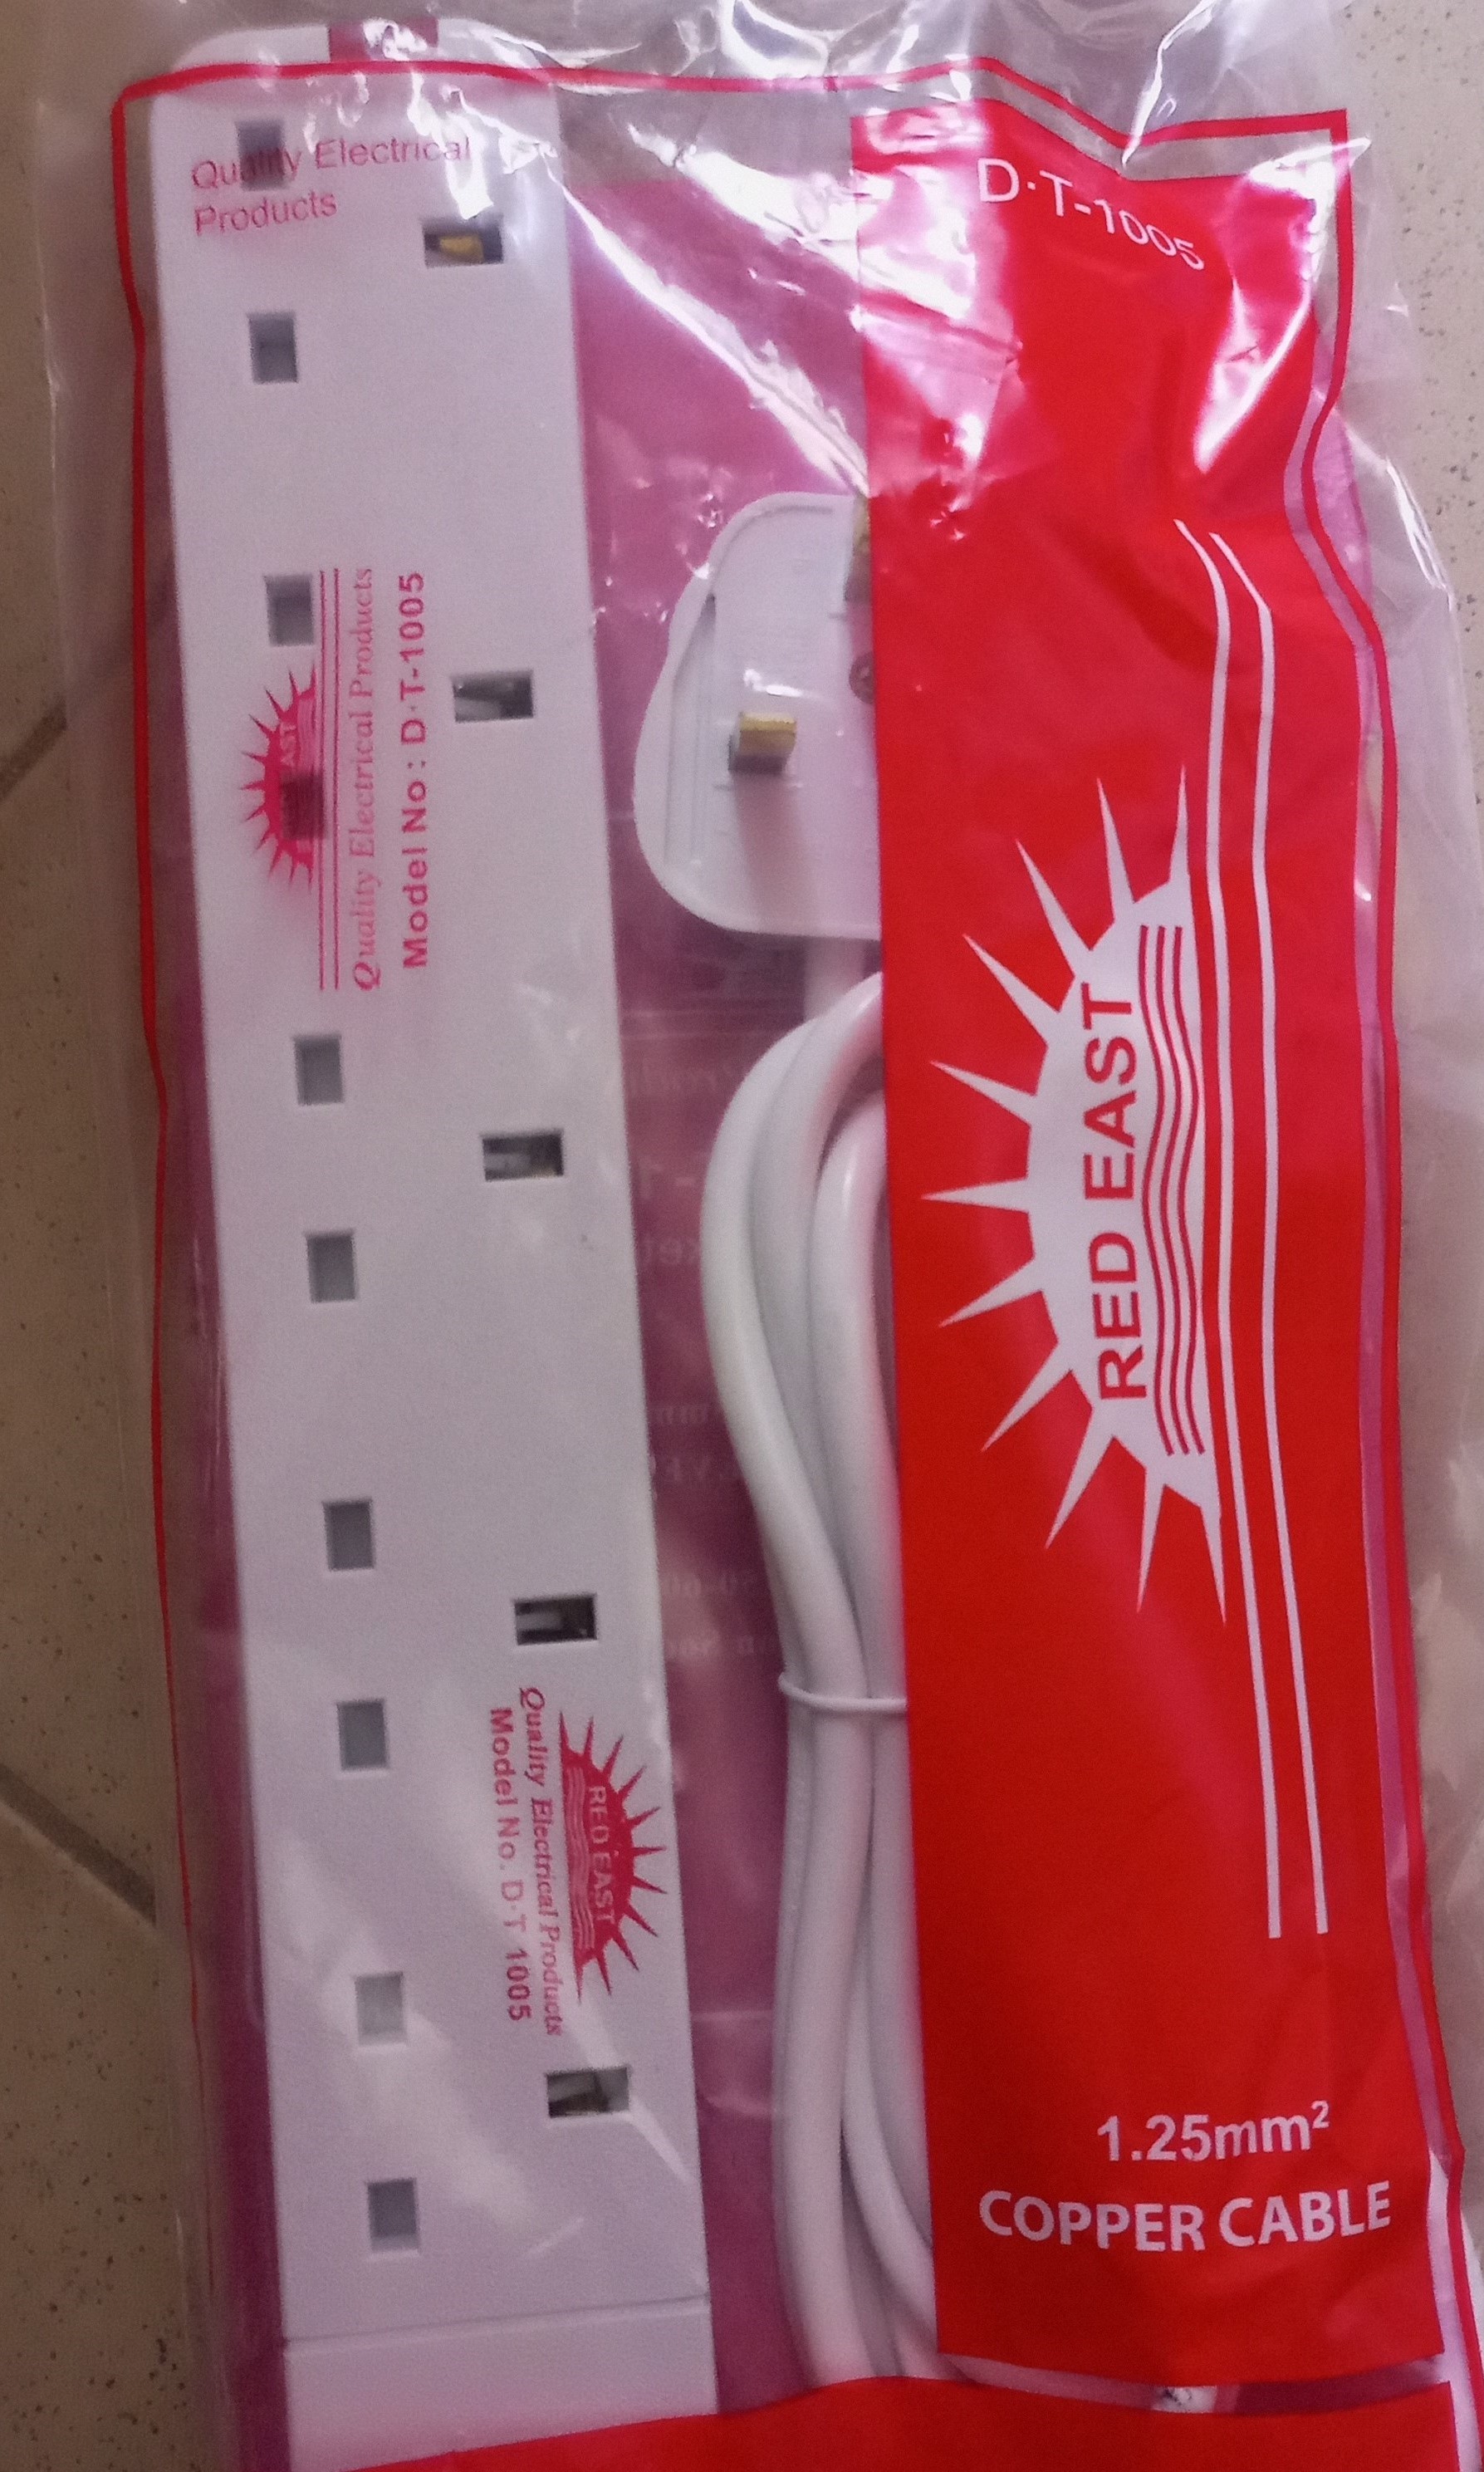 Quality Electrical
Products
D·T-1005
Quality Electrical Products
Model No : D·T-1005
RED EAST
RED EAST
Quality Electrical Products
Model No. D·T 1005
1.25mm²
COPPER CABLE